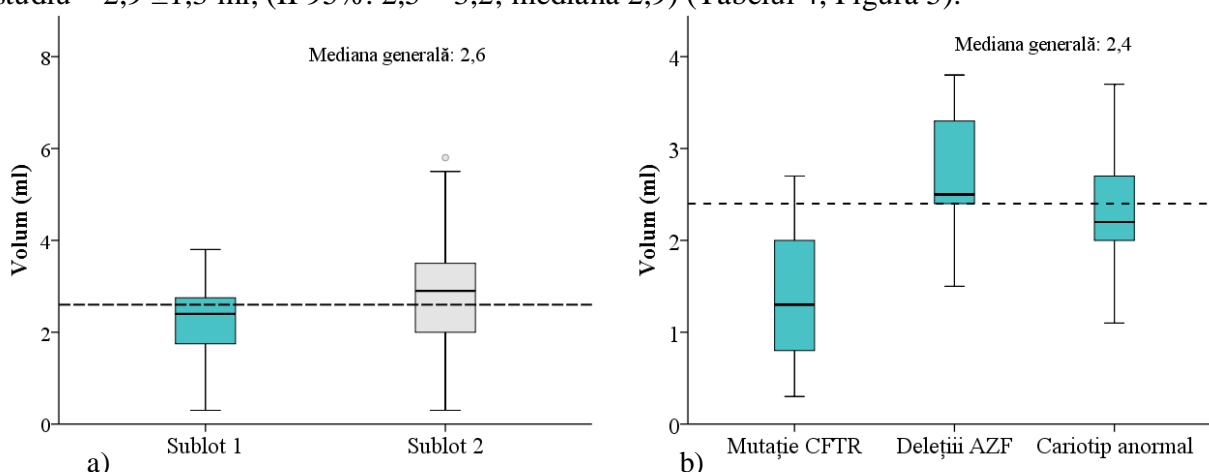 studiu – 2,9 ±1,3 ml, (IÎ 95%: 2,5 – 3,2; mediana 2,9) (Tabelul 4, Figura 3).
Mediana generală: 2,6
Volum (ml)
8
6
4
2
0
Sublot 1
Sublot 2
a)
Mediana generală: 2,4
Volum (ml)
4
3
2
1
0
Mutație CFTR
Delețiii AZF
Cariotip anormal
b)